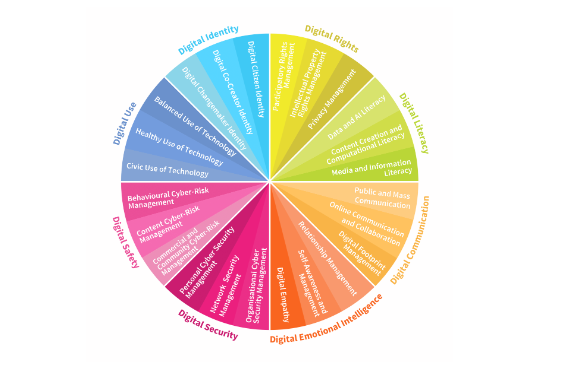 Digital Identity
Digital Citizen Identity
Digital Co-Creator Identity
Digital Changemaker Identity
Digital Rights
Participatory Rights
Management
Intellectual Property
Rights Management
Privacy Management
Digital Literacy
Data and AI Literacy
Content Creation and
Computational Literacy
Media and Information
Literacy
Digital Communication
Public and Mass
Communication
Online Communication
and Collaboration
Digital Footprint
Management
Digital Emotional Intelligence
Relationship Management
Self-Awareness and
Management
Digital Empathy
Digital Security
Organisational Cyber
Security Management
Network Security
Management
Personal Cyber Security
Management
Digital Safety
Commercial and
Community Cyber-Risk
Management
Content Cyber-Risk
Management
Behavioural Cyber-Risk
Management
Digital Use
Civic Use of Technology
Healthy Use of Technology
Balanced Use of Technology